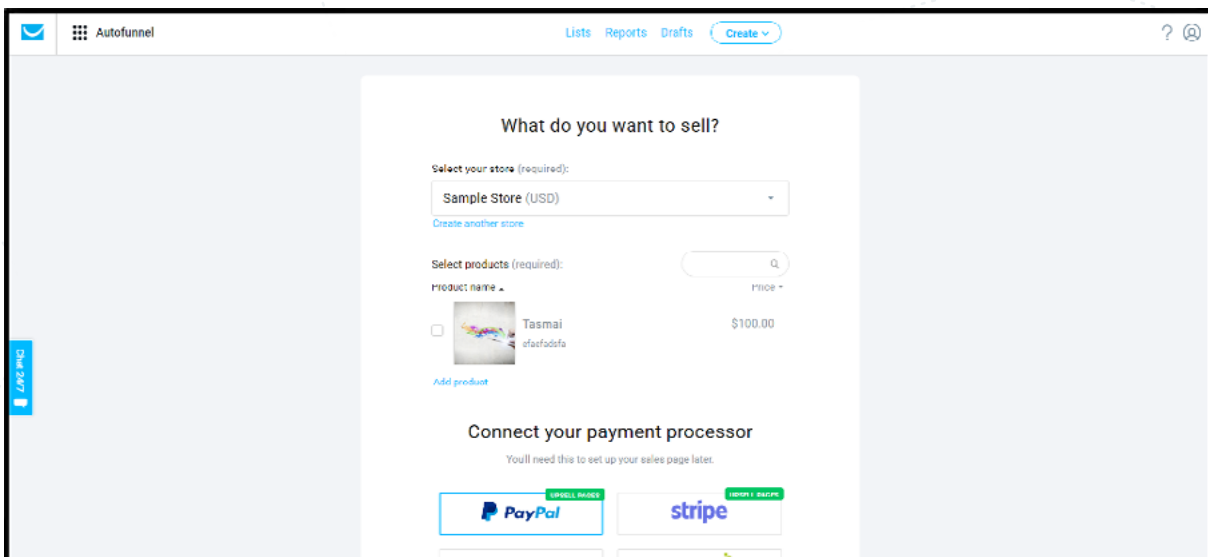 Autofunnel Lists Reports Drafts Create
What do you want to sell?
Select your store (required):
Sample Store (USD)
Create another store
Select products (required):
Product name Price
Tasmai $100.00
Add product
Connect your payment processor
You'll need this to set up your sales page later.
UPSELL PAGES UPSELL PAGES
PayPal stripe
Chat 24/7